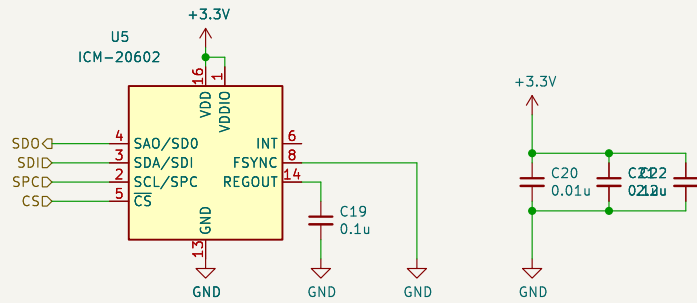 +3.3V
U5
ICM-20602
16
1
VDD
VDDIO
SDO
4
SAO/SDO
INT
6
SDI
3
SDA/SDI
FSYNC
8
SPC
2
SCL/SPC
REGOUT
14
CS
5
CS
GND
13
C19
0.1u
GND
GND
GND
+3.3V
C20
0.01u
C22
GND